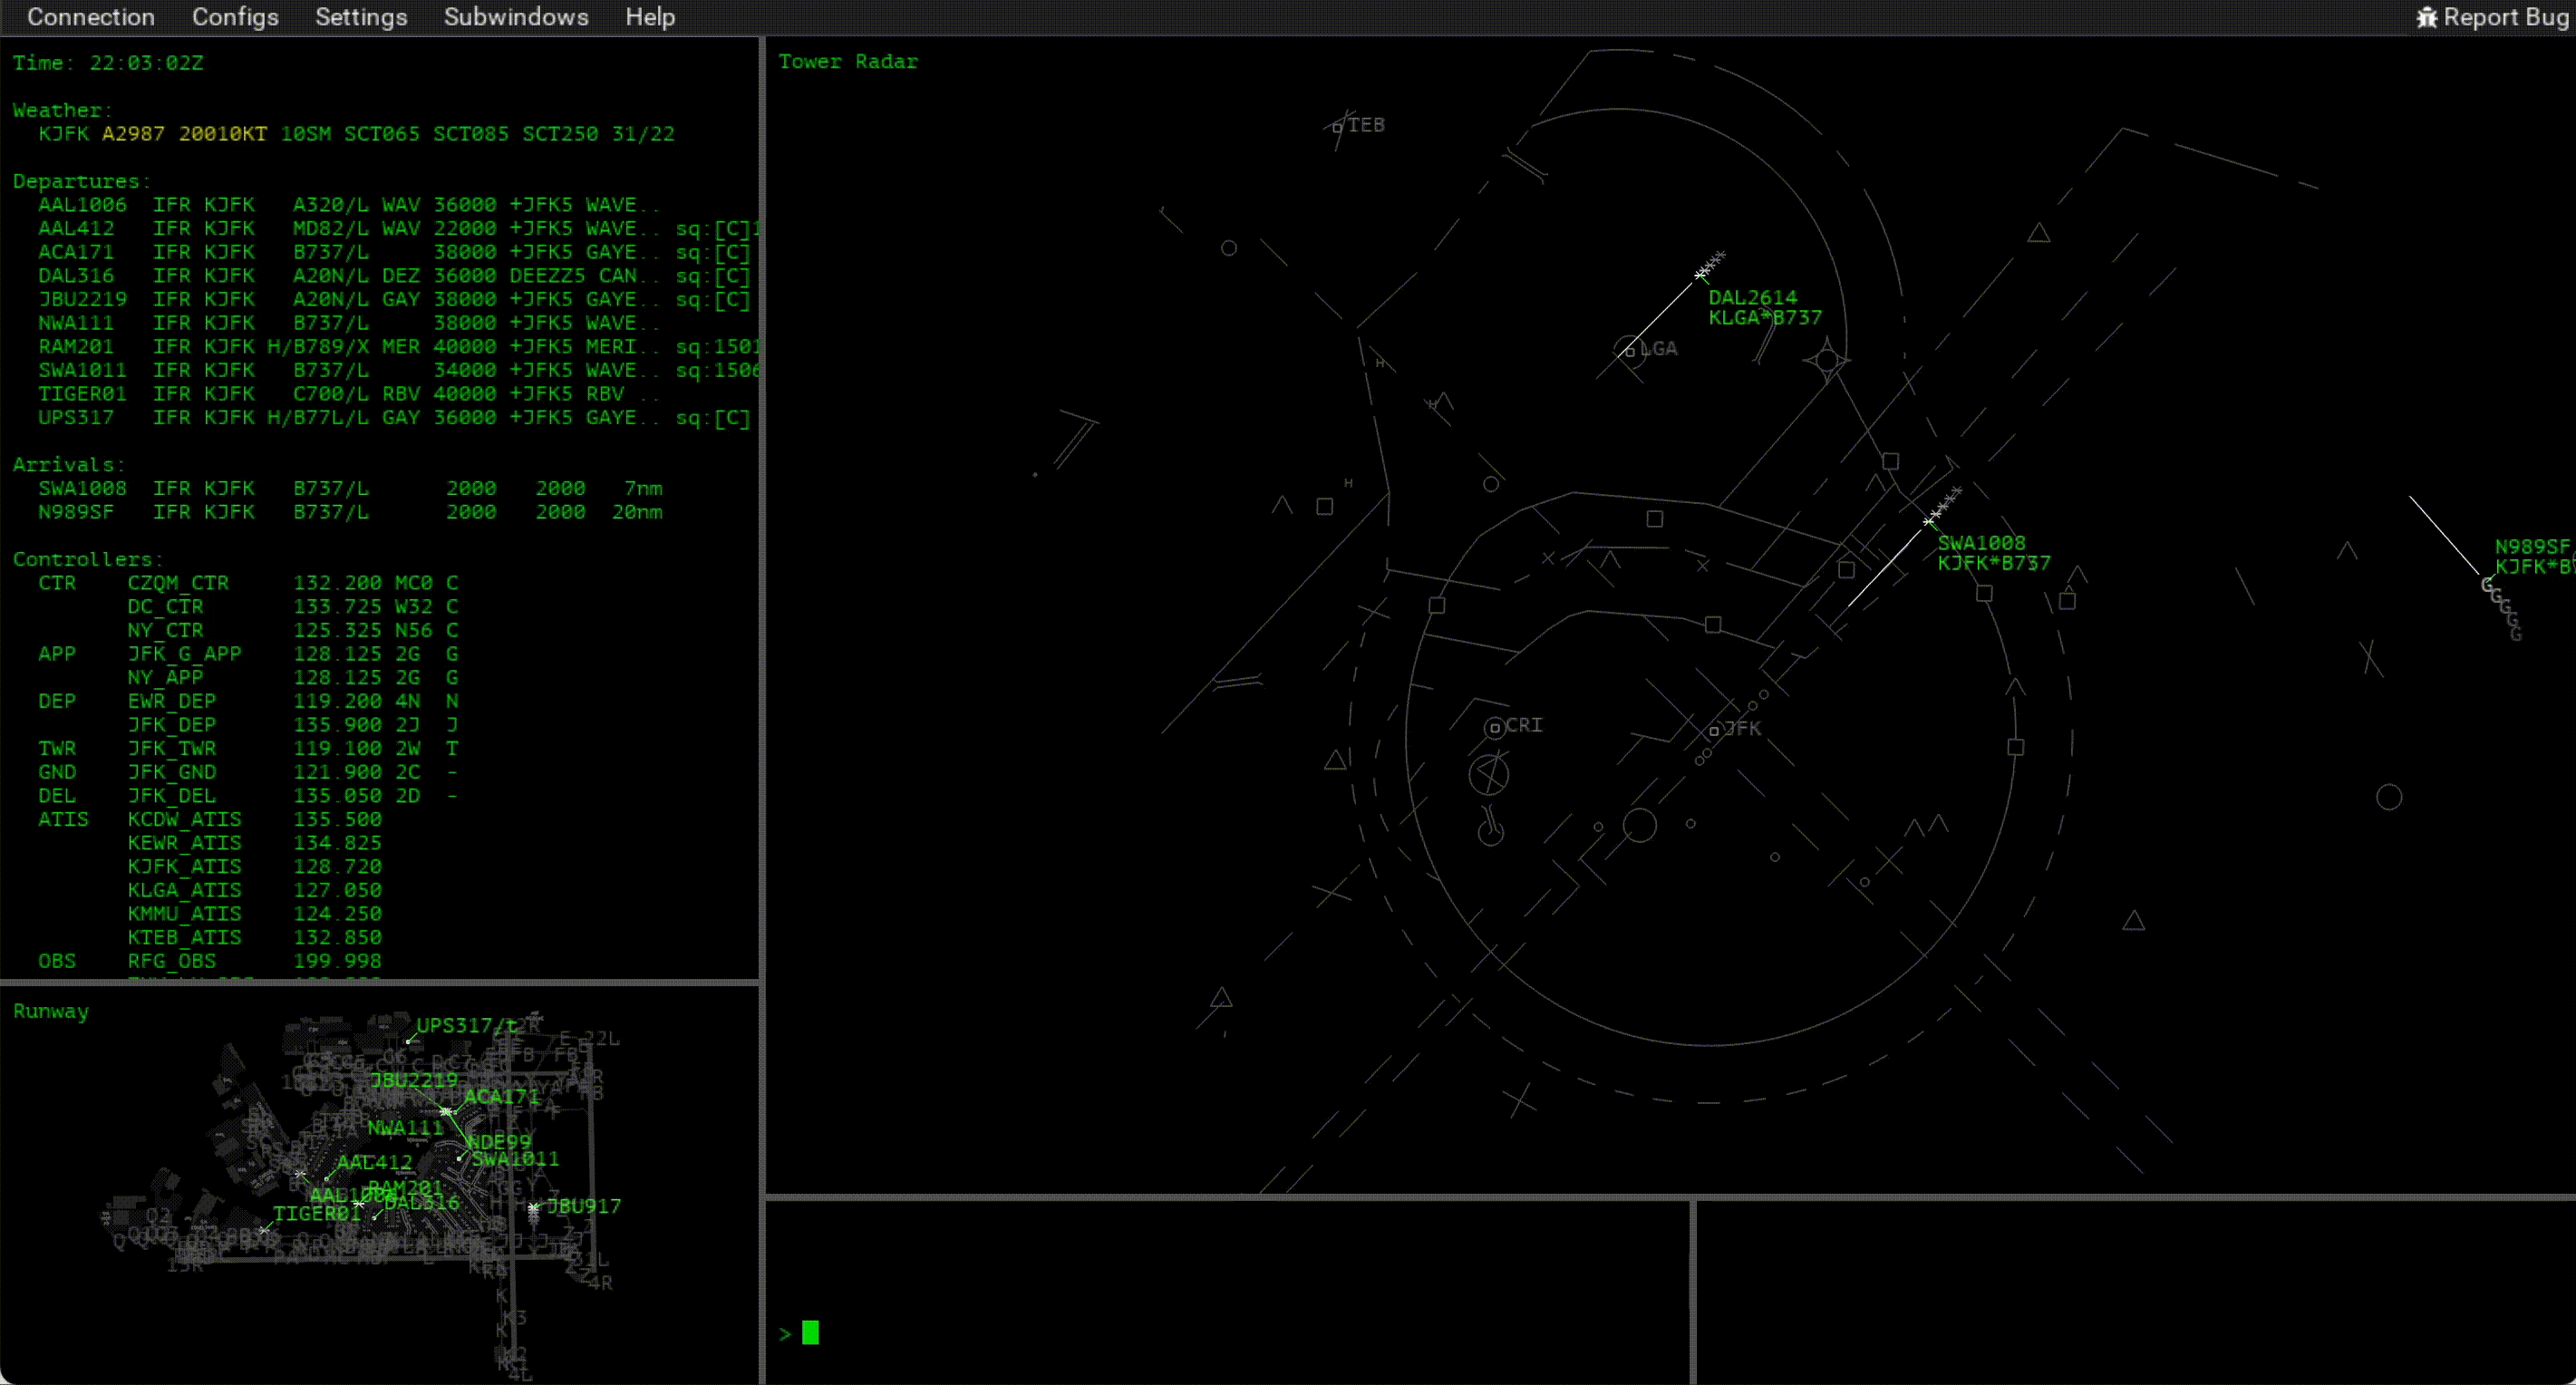 Connection Configs Settings Subwindows Help Report Bug
Time: 22:03:02Z
Weather:
KJFK A2987 20010KT 10SM SCT065 SCT085 SCT250 31/22
Departures:
AAL1006 IFR KJFK A320/L WAV 36000 +JFK5 WAVE..
AAL412 IFR KJFK MD82/L WAV 22000 +JFK5 WAVE.. sq:[C]1
ACA171 IFR KJFK B737/L 38000 +JFK5 GAYE.. sq:[C]
DAL316 IFR KJFK A20N/L DEZ 36000 DEEZZ5 CAN.. sq:[C]
JBU2219 IFR KJFK A20N/L GAY 38000 +JFK5 GAYE.. sq:[C]
NWA111 IFR KJFK B737/L 38000 +JFK5 WAVE..
RAM201 IFR KJFK H/B789/X MER 40000 +JFK5 MERI.. sq:1501
SWA1011 IFR KJFK B737/L 34000 +JFK5 WAVE.. sq:1506
TIGER01 IFR KJFK C700/L RBV 40000 +JFK5 RBV ..
UPS317 IFR KJFK H/B77L/L GAY 36000 +JFK5 GAYE.. sq:[C]
Arrivals:
SWA1008 IFR KJFK B737/L 2000 2000 7nm
N989SF IFR KJFK B737/L 2000 2000 20nm
Controllers:
CTR CZQM_CTR 132.200 MC0 C
DC_CTR 133.725 W32 C
NY_CTR 125.325 N56 C
APP JFK_G_APP 128.125 2G G
NY_APP 128.125 2G G
DEP EWR_DEP 119.200 4N N
JFK_DEP 135.900 2J J
TWR JFK_TWR 119.100 2W T
GND JFK_GND 121.900 2C -
DEL JFK_DEL 135.050 2D -
ATIS KCDW_ATIS 135.500
KEWR_ATIS 134.825
KJFK_ATIS 128.720
KLGA_ATIS 127.050
KMMU_ATIS 124.250
KTEB_ATIS 132.850
OBS RFG_OBS 199.998
Runway
UPS317/t
22L
JBU2219
ACA171
NWA111
NDE99
SWA1011
AAL412
RAM201
DAL316
TIGER01
JBU917
13R
31L
4R
K
K3
K
4L
Tower Radar
TEB
DAL2614
KLGA*B737
LGA
H
H
H
SWA1008
KJFK*B737
N989SF
KJFK*B7
G
G
G
G
G
CRI
JFK
>